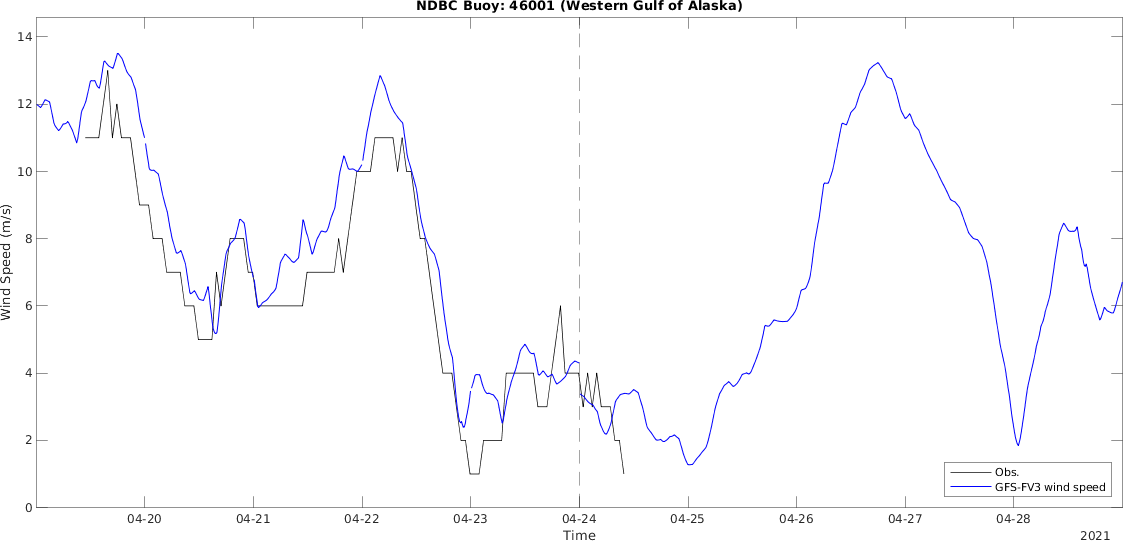 NDBC Buoy: 46001 (Western Gulf of Alaska)
Wind Speed (m/s)
14
12
10
8
6
4
2
0
04-20 04-21 04-22 04-23 04-24 04-25 04-26 04-27 04-28
Time
2021
Obs.
GFS-FV3 wind speed